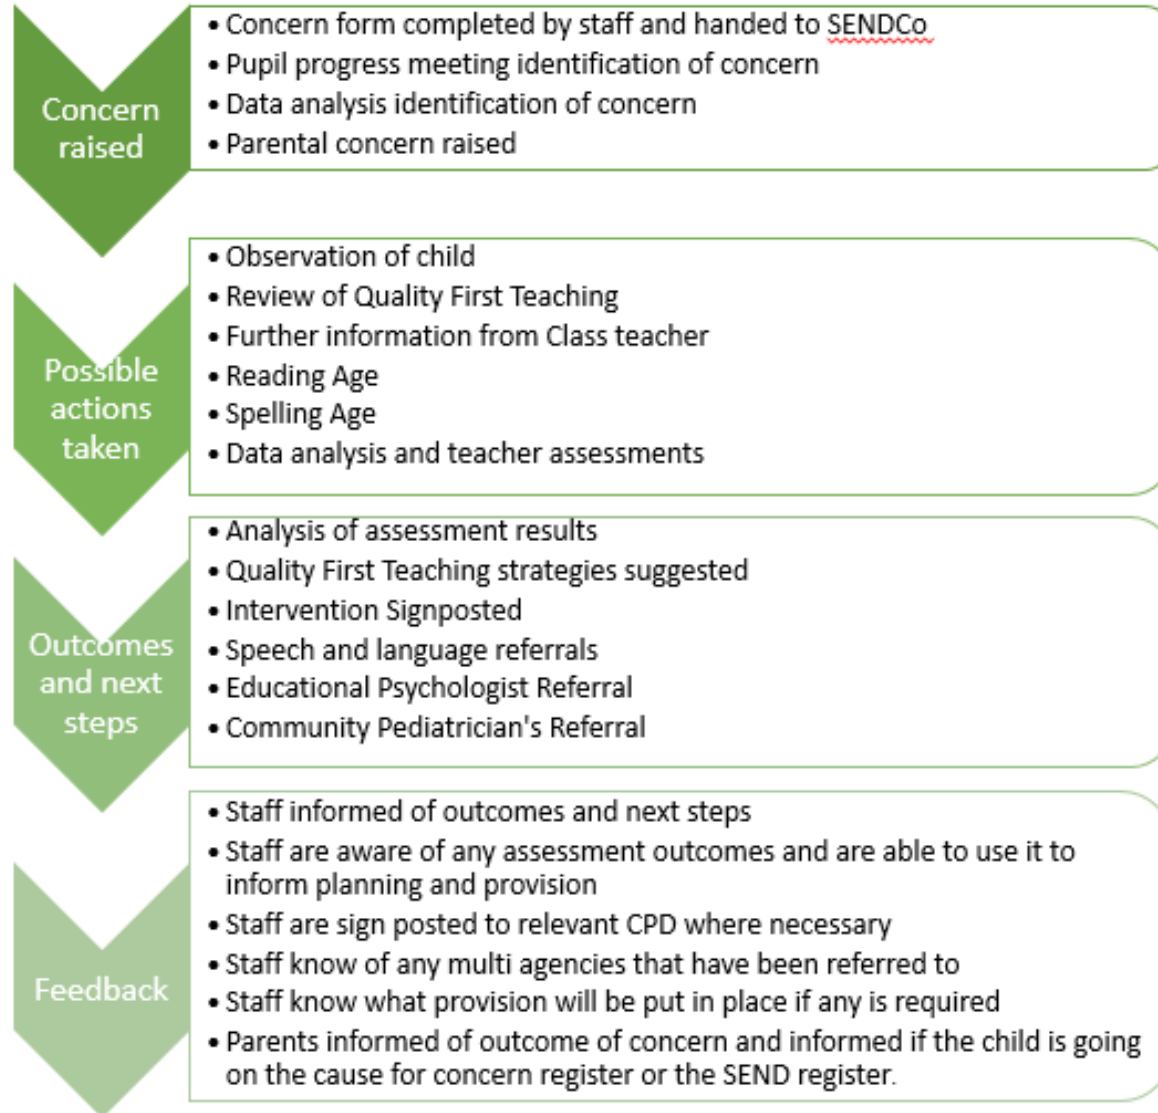 Concern
raised
• Concern form completed by staff and handed to SENDCo
• Pupil progress meeting identification of concern
• Data analysis identification of concern
• Parental concern raised
Possible
actions
taken
• Observation of child
• Review of Quality First Teaching
• Further information from Class teacher
• Reading Age
• Spelling Age
• Data analysis and teacher assessments
Outcomes
and next
steps
• Analysis of assessment results
• Quality First Teaching strategies suggested
• Intervention Signposted
• Speech and language referrals
• Educational Psychologist Referral
• Community Pediatrician's Referral
Feedback
• Staff informed of outcomes and next steps
• Staff are aware of any assessment outcomes and are able to use it to
inform planning and provision
• Staff are sign posted to relevant CPD where necessary
• Staff know of any multi agencies that have been referred to
• Staff know what provision will be put in place if any is required
• Parents informed of outcome of concern and informed if the child is going
on the cause for concern register or the SEND register.